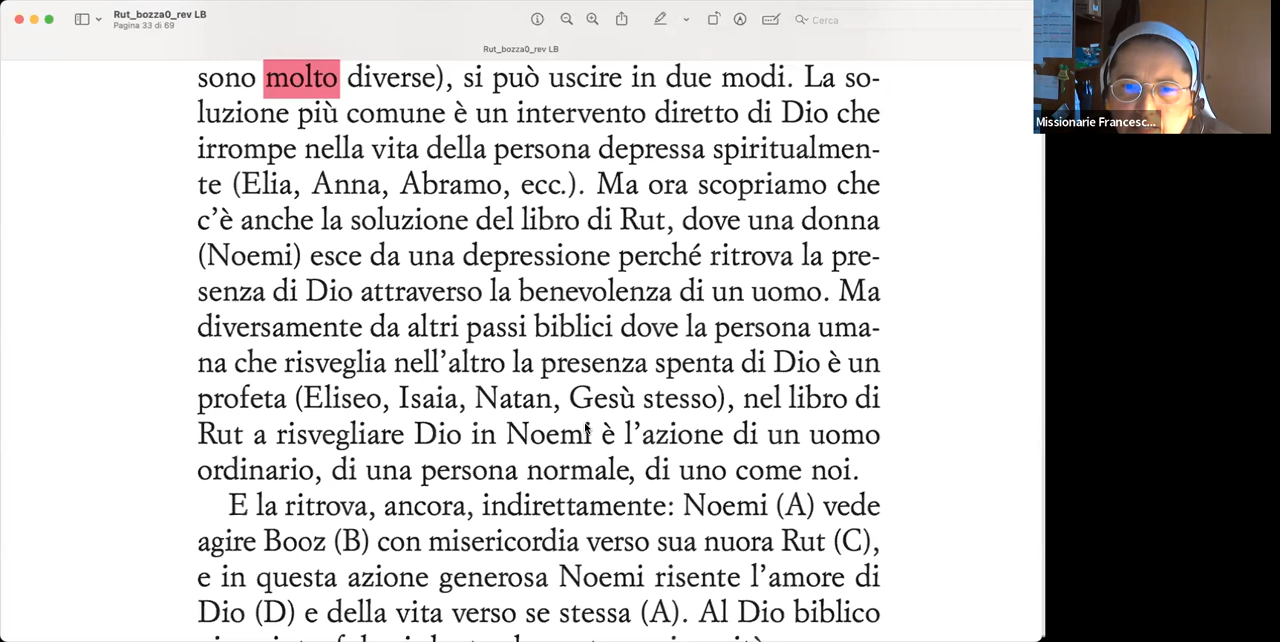 Rut_bozza0_rev LB
Pagina 33 di 69
Cerca
Rut_bozza0_rev LB
Missionarie Francesc...
sono molto diverse), si può uscire in due modi. La so-
luzione più comune è un intervento diretto di Dio che
irrompe nella vita della persona depressa spiritualmen-
te (Elia, Anna, Abramo, ecc.). Ma ora scopriamo che
c’è anche la soluzione del libro di Rut, dove una donna
(Noemi) esce da una depressione perché ritrova la pre-
senza di Dio attraverso la benevolenza di un uomo. Ma
diversamente da altri passi biblici dove la persona uma-
na che risveglia nell’altro la presenza spenta di Dio è un
profeta (Eliseo, Isaia, Natan, Gesù stesso), nel libro di
Rut a risvegliare Dio in Noemi è l’azione di un uomo
ordinario, di una persona normale, di uno come noi.
E la ritrova, ancora, indirettamente: Noemi (A) vede
agire Booz (B) con misericordia verso sua nuora Rut (C),
e in questa azione generosa Noemi risente l’amore di
Dio (D) e della vita verso se stessa (A). Al Dio biblico